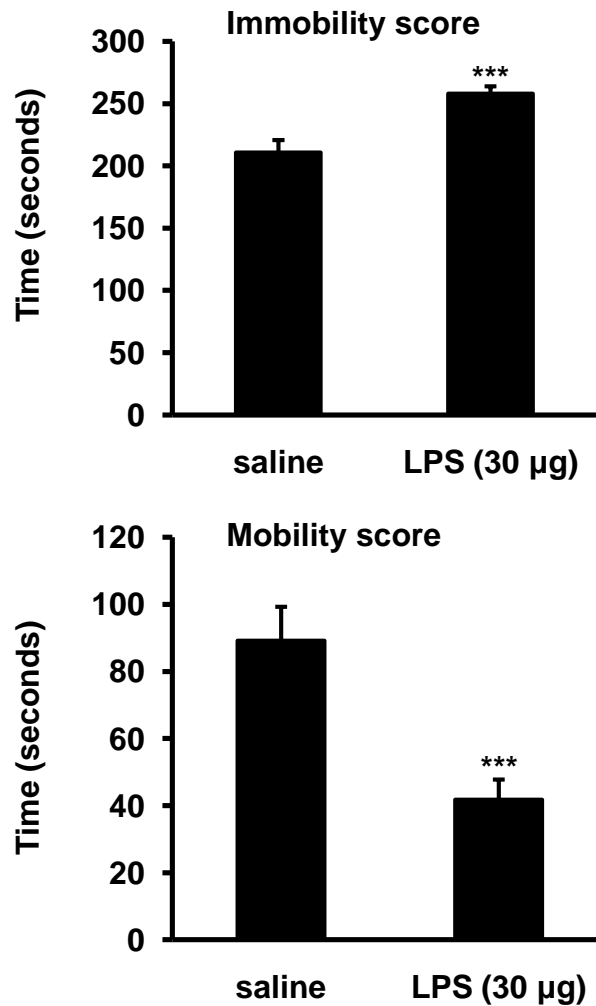 Immobility score
300
250
200
150
100
50
0
Time (seconds)
***
saline
LPS (30 µg)
Mobility score
120
100
80
60
40
20
0
Time (seconds)
***
saline
LPS (30 µg)